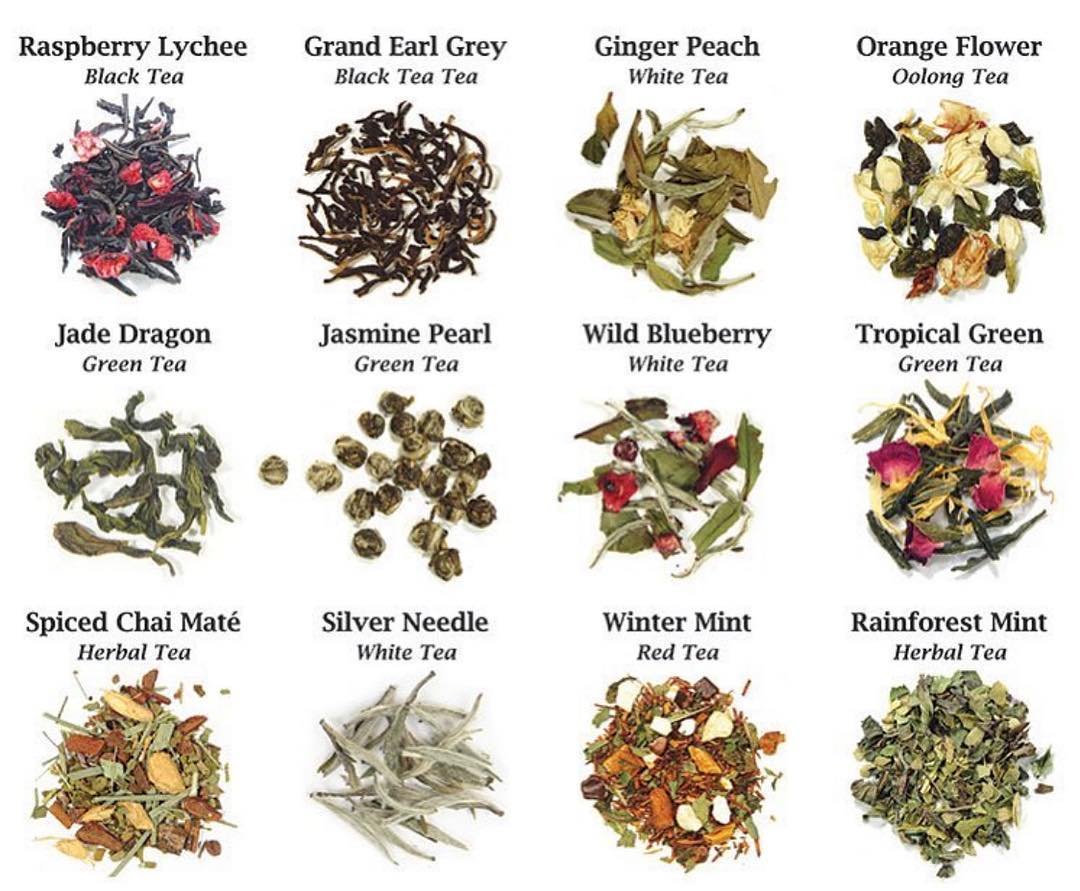 Raspberry Lychee
Black Tea
Grand Earl Grey
Black Tea Tea
Ginger Peach
White Tea
Orange Flower
Oolong Tea
Jade Dragon
Green Tea
Jasmine Pearl
Green Tea
Wild Blueberry
White Tea
Tropical Green
Green Tea
Spiced Chai Maté
Herbal Tea
Silver Needle
White Tea
Winter Mint
Red Tea
Rainforest Mint
Herbal Tea